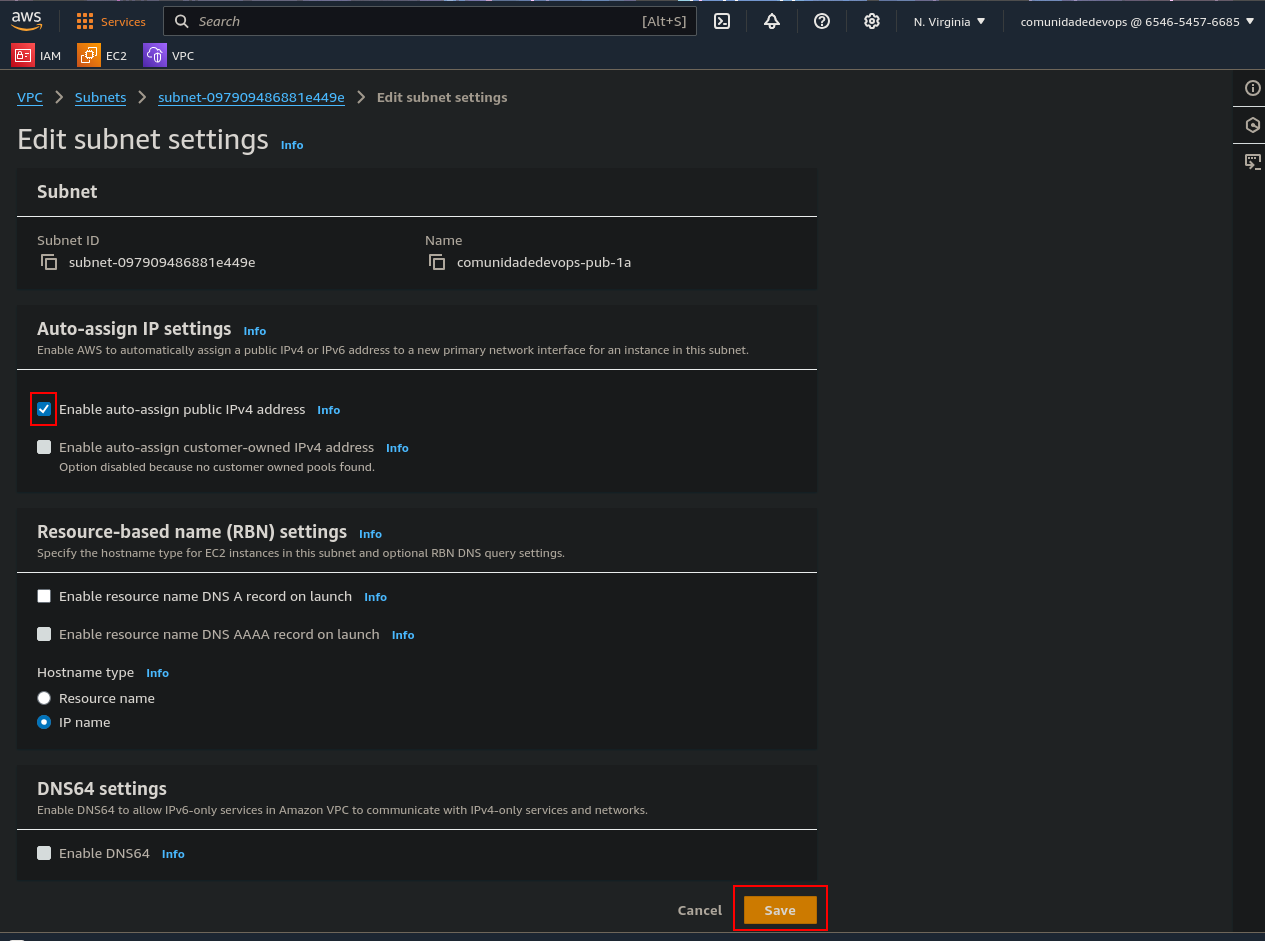 aws
Services
Search
[Alt+S]
N. Virginia
comunidadedevops @ 6546-5457-6685
IAM
EC2
VPC
VPC
Subnets
subnet-097909486881e449e
Edit subnet settings
Edit subnet settings Info
Subnet
Subnet ID
subnet-097909486881e449e
Name
comunidadedevops-pub-1a
Auto-assign IP settings Info
Enable AWS to automatically assign a public IPv4 or IPv6 address to a new primary network interface for an instance in this subnet.
Enable auto-assign public IPv4 address Info
Enable auto-assign customer-owned IPv4 address Info
Option disabled because no customer owned pools found.
Resource-based name (RBN) settings Info
Specify the hostname type for EC2 instances in this subnet and optional RBN DNS query settings.
Enable resource name DNS A record on launch Info
Enable resource name DNS AAAA record on launch Info
Hostname type Info
Resource name
IP name
DNS64 settings
Enable DNS64 to allow IPv6-only services in Amazon VPC to communicate with IPv4-only services and networks.
Enable DNS64 Info
Cancel
Save